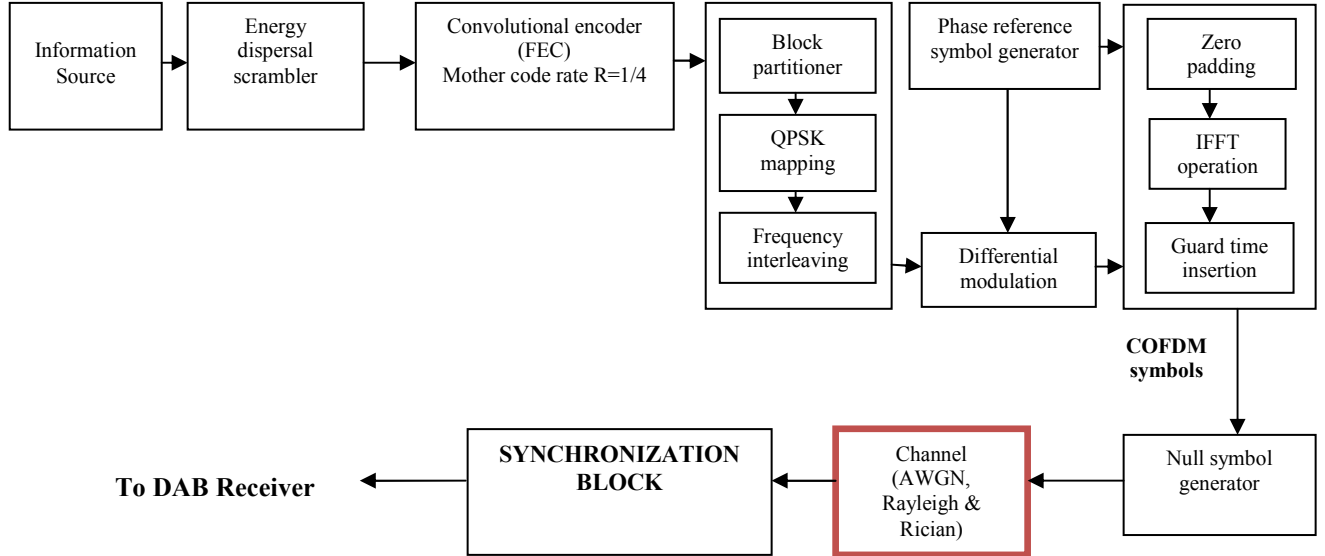 Information
Source
Energy
dispersal
scrambler
Convolutional encoder
(FEC)
Mother code rate R=1/4
Block
partitioner
QPSK
mapping
Frequency
interleaving
Phase reference
symbol generator
Differential
modulation
Zero
padding
IFFT
operation
Guard time
insertion
COFDM
symbols
Null symbol
generator
Channel
(AWGN,
Rayleigh &
Rician)
SYNCHRONIZATION
BLOCK
To DAB Receiver